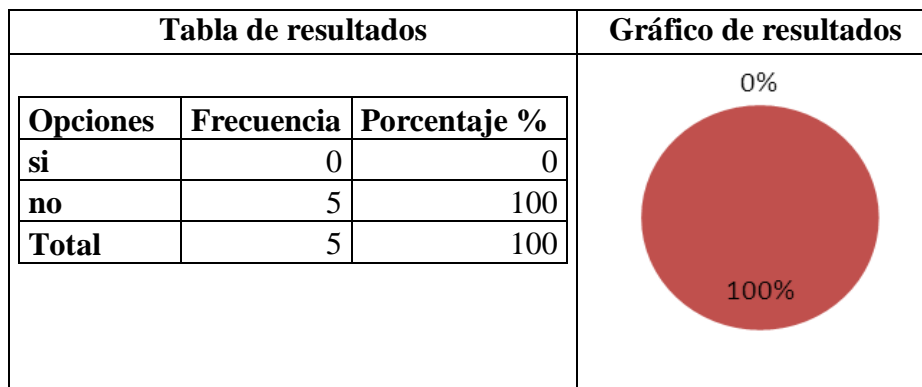 Tabla de resultados Gráfico de resultados
Opciones Frecuencia Porcentaje %
si 0 0
no 5 100
Total 5 100
0%
100%